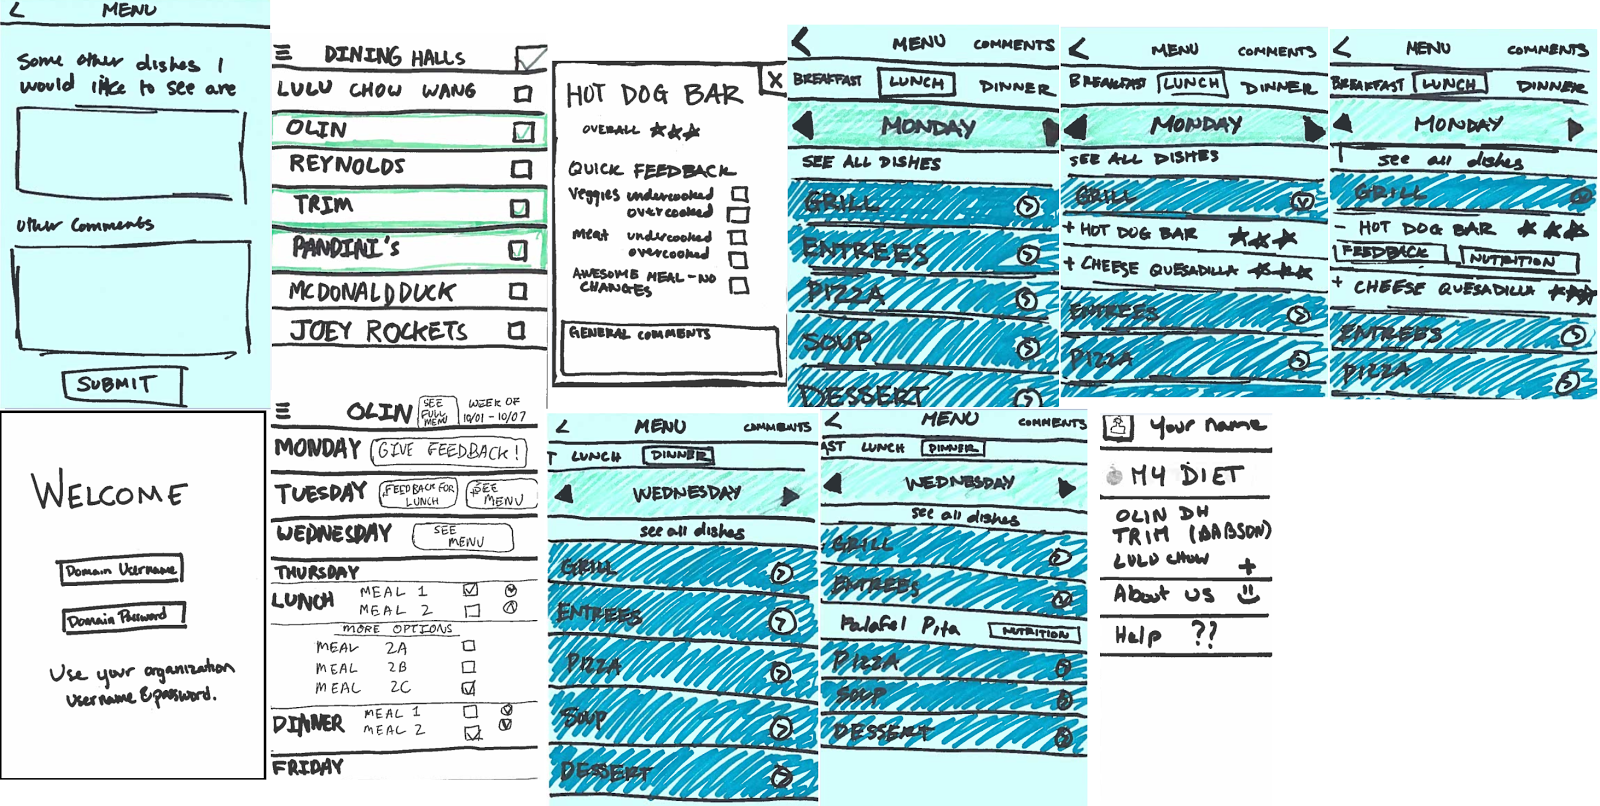 < MENU
Some other dishes I
would like to see are
other comments
SUBMIT
DINING HALLS
LULU CHOW WANG
OLIN
REYNOLDS
TRIM
PANDINI'S
MCDONALD DUCK
JOEY ROCKETS
X
HOT DOG BAR
OVERALL
QUICK FEEDBACK
Veggies undercooked
overcooked
meat undercooked
overcooked
AWESOME MEAL - NO
CHANGES
GENERAL COMMENTS
< MENU COMMENTS
BREAKFAST LUNCH DINNER
MONDAY
SEE ALL DISHES
GRILL
ENTREES
PIZZA
SOUP
DESSERT
< MENU COMMENTS
BREAKFAST LUNCH DINNER
MONDAY
SEE ALL DISHES
GRILL
+ HOT DOG BAR
+ CHEESE QUESADILLA
ENTREES
PIZZA
< MENU COMMENTS
BREAKFAST LUNCH DINNER
MONDAY
see all dishes
GRILL
- HOT DOG BAR
FEEDBACK NUTRITION
+ CHEESE QUESADILLA
ENTREES
PIZZA
WELCOME
Domain Username
Domain Password
Use your organization
username & password.
OLIN SEE FULL MENU WEEK OF
10/01 - 10/07
MONDAY GIVE FEEDBACK!
TUESDAY FEEDBACK FOR LUNCH SEE MENU
WEDNESDAY SEE MENU
THURSDAY
LUNCH MEAL 1
MEAL 2
MORE OPTIONS
MEAL 2A
MEAL 2B
MEAL 2C
DINNER MEAL 1
MEAL 2
FRIDAY
< MENU COMMENTS
T LUNCH DINNER
WEDNESDAY
see all dishes
GRILL
ENTREES
PIZZA
Soup
DESSERT
< MENU COMMENTS
AST LUNCH DINNER
WEDNESDAY
see all dishes
GRILL
ENTREES
Falafel Pita NUTRITION
PIZZA
SOUP
DESSERT
Your name
MY DIET
OLIN DH
TRIM (BABSON)
LULU CHOW +
About us
Help ??